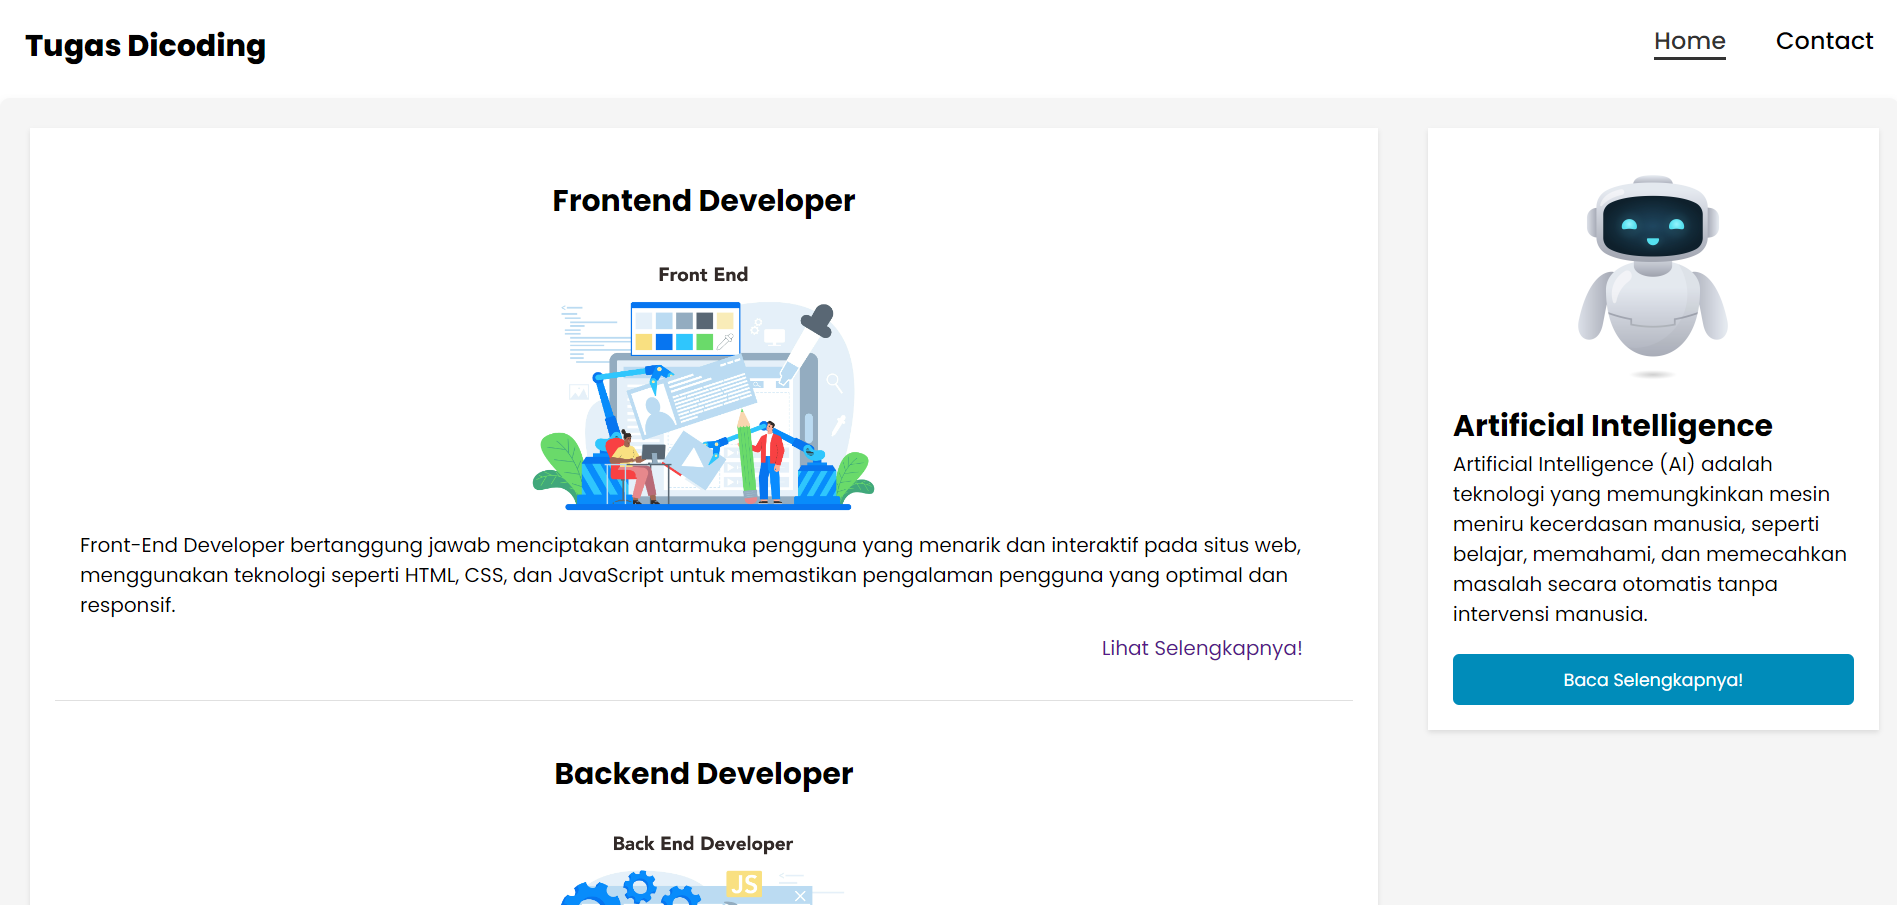 Tugas Dicoding
Home
Contact
Frontend Developer
Front End
Front-End Developer bertanggung jawab menciptakan antarmuka pengguna yang menarik dan interaktif pada situs web,
menggunakan teknologi seperti HTML, CSS, dan JavaScript untuk memastikan pengalaman pengguna yang optimal dan
responsif.
Lihat Selengkapnya!
Backend Developer
Back End Developer
JS
Artificial Intelligence
Artificial Intelligence (AI) adalah
teknologi yang memungkinkan mesin
meniru kecerdasan manusia, seperti
belajar, memahami, dan memecahkan
masalah secara otomatis tanpa
intervensi manusia.
Baca Selengkapnya!